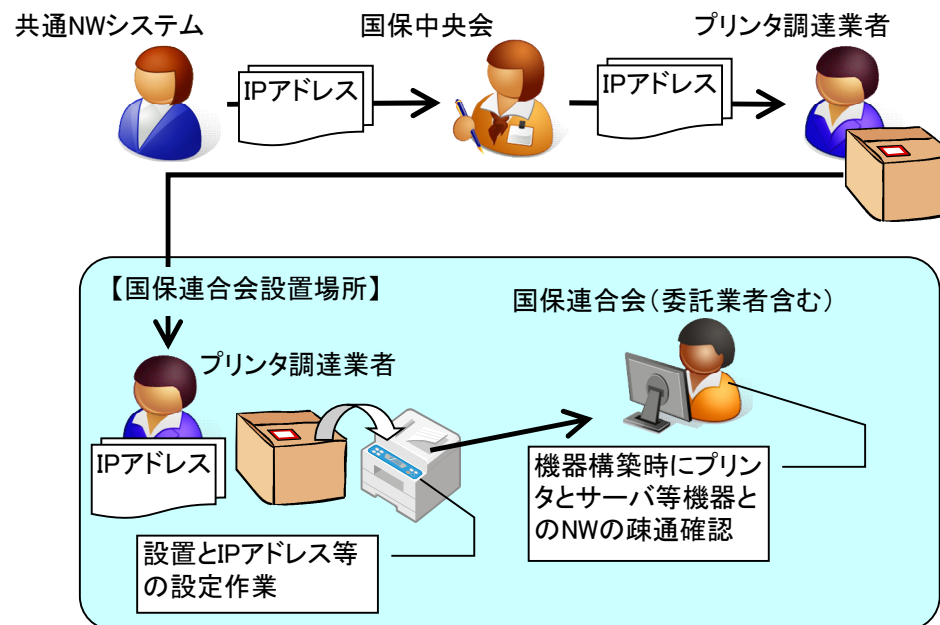 共通NWシステム
国保中央会
プリンタ調達業者
IPアドレス
IPアドレス
【国保連合会設置場所】
国保連合会（委託業者含む）
プリンタ調達業者
IPアドレス
機器構築時にプリン
タとサーバ等機器と
のNWの疎通確認
設置とIPアドレス等
の設定作業